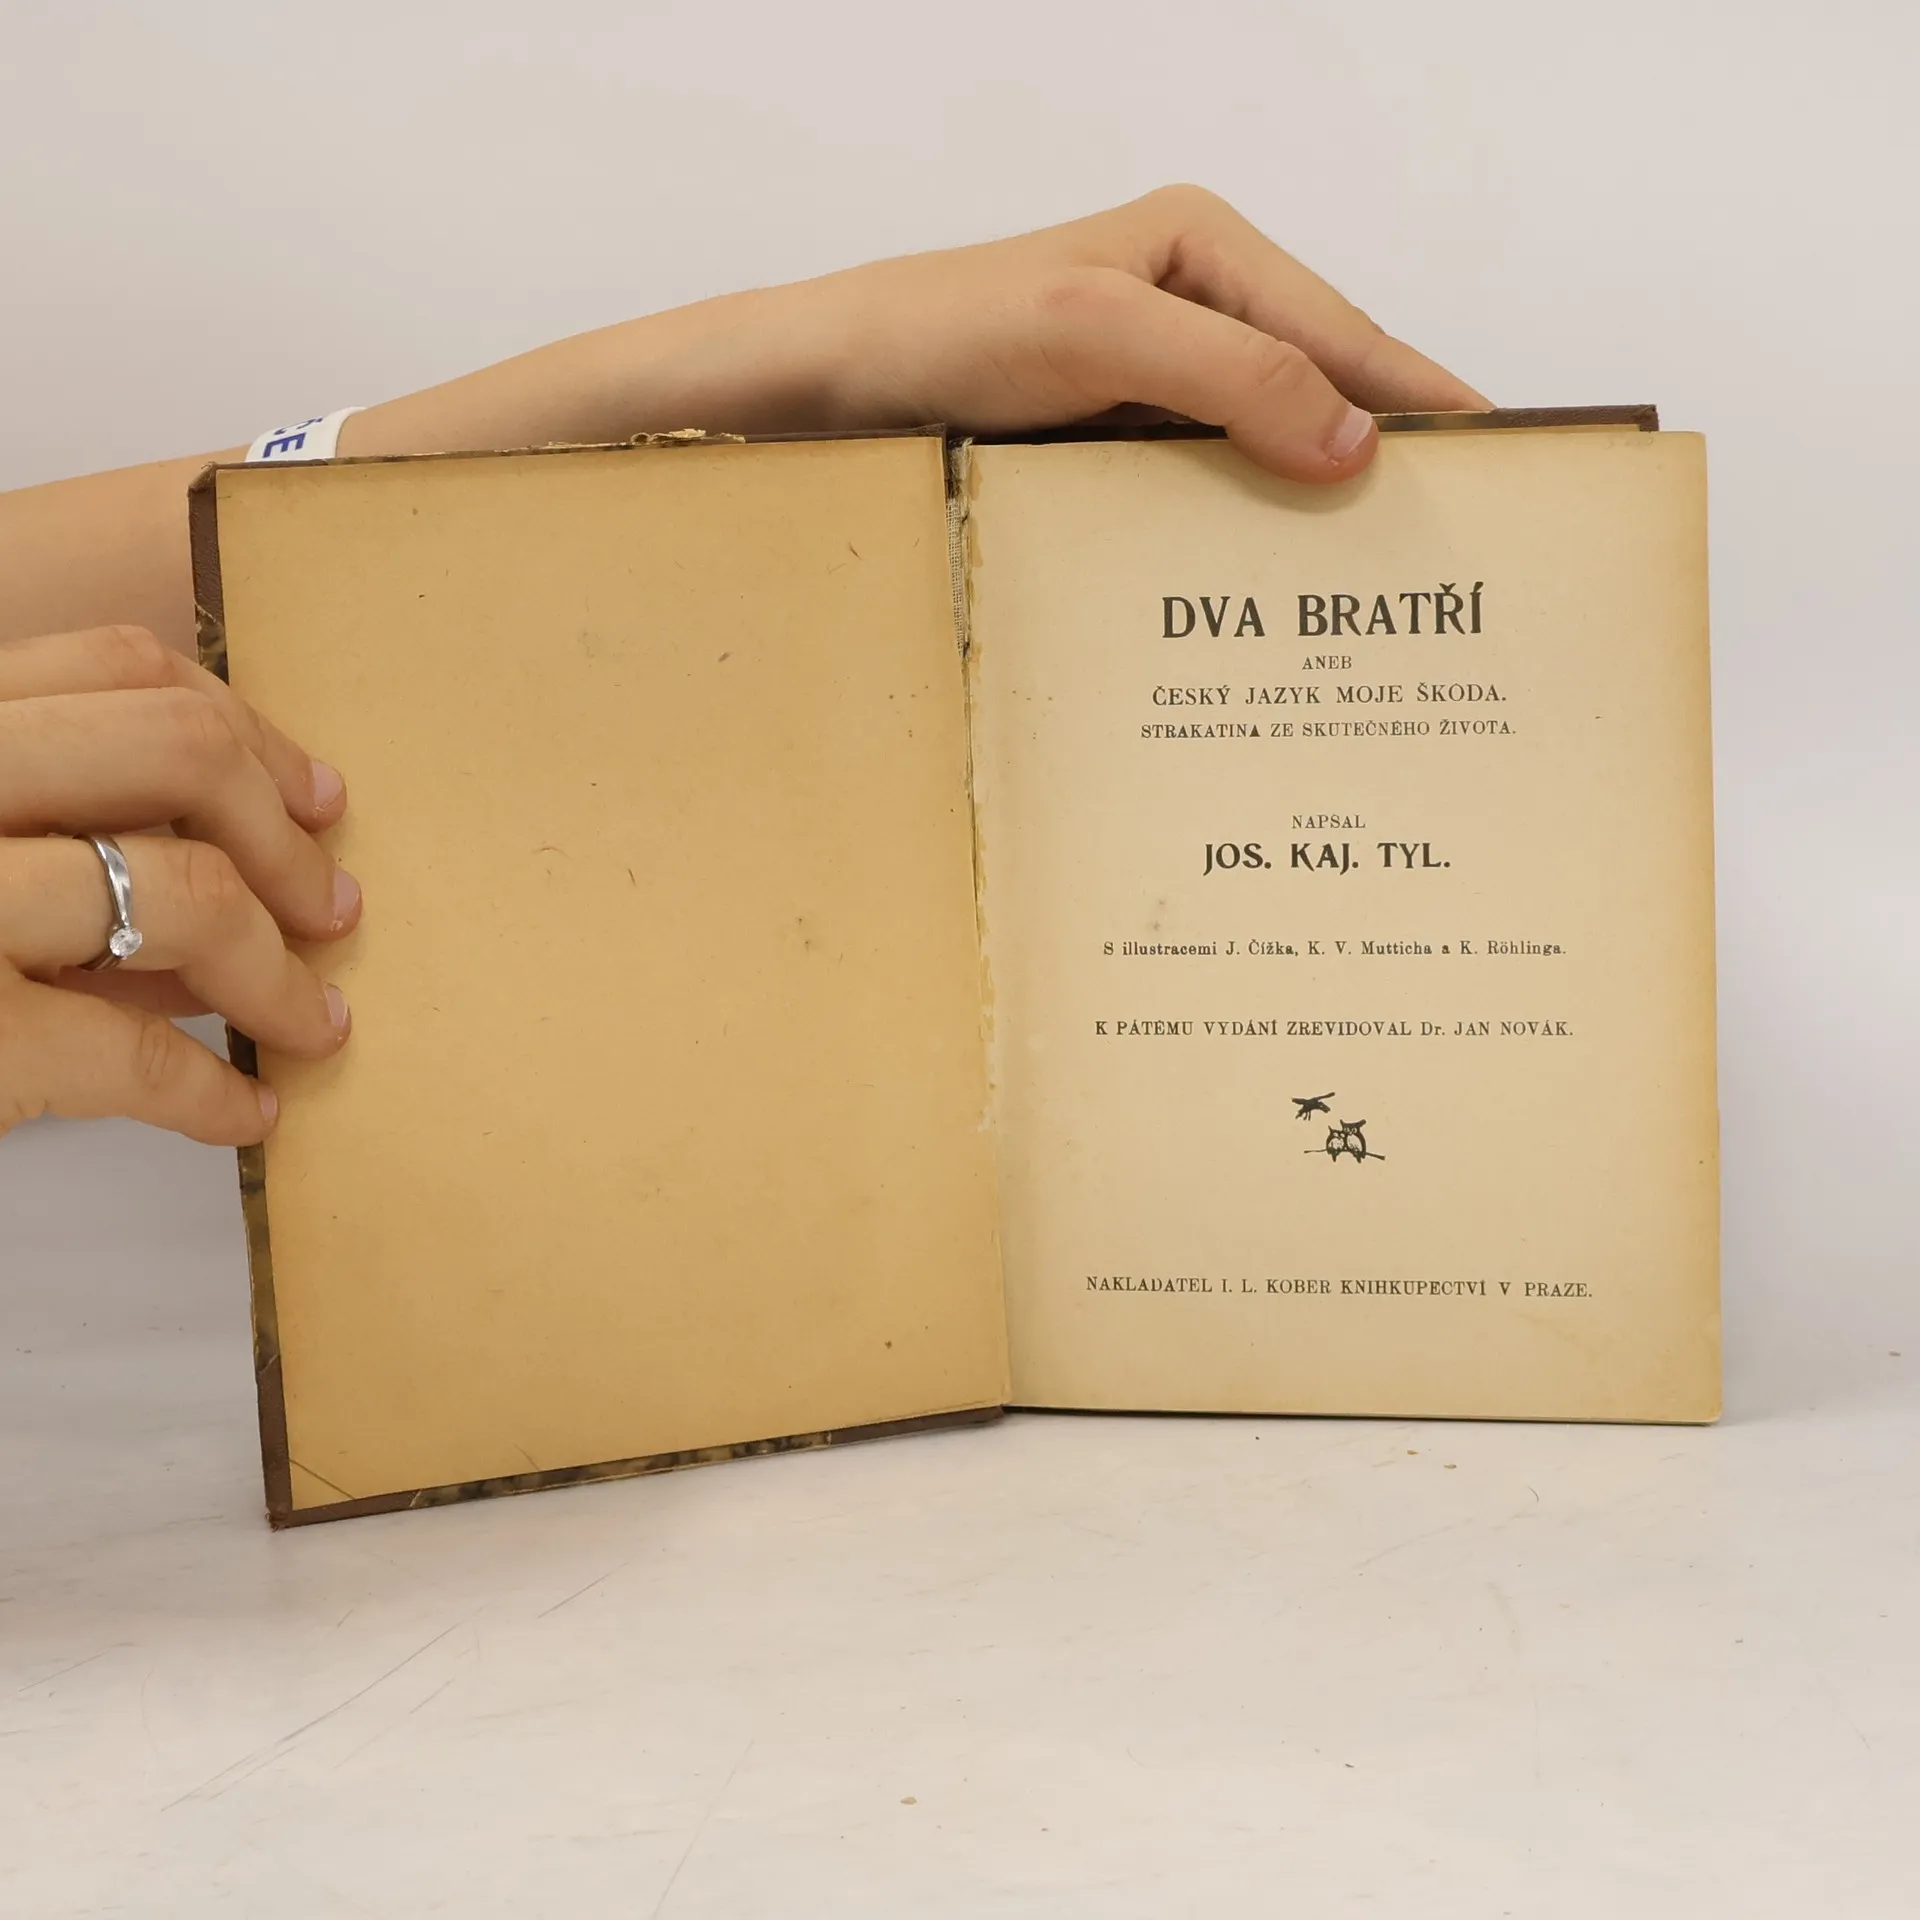 DVA BRATŘÍ
ANEB
ČESKÝ JAZYK MOJE ŠKODA.
STRAKATINA ZE SKUTEČNÉHO ŽIVOTA.
NAPSAL
JOS. KAJ. TYL.
S illustracemi J. Čížka, K. V. Mutticha a K. Röhlinga.
K PÁTÉMU VYDÁNÍ ZREVIDOVAL Dr. JAN NOVÁK.
NAKLADATEL I. L. KOBER KNIHKUPECTVÍ V PRAZE.